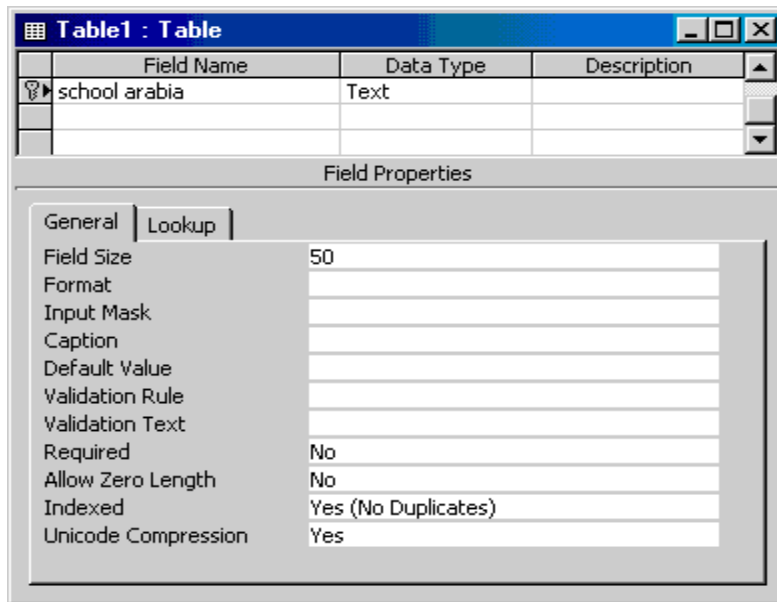 Table1 : Table
Field Name Data Type Description
school arabia Text
Field Properties
General Lookup
Field Size 50
Format
Input Mask
Caption
Default Value
Validation Rule
Validation Text
Required No
Allow Zero Length No
Indexed Yes (No Duplicates)
Unicode Compression Yes